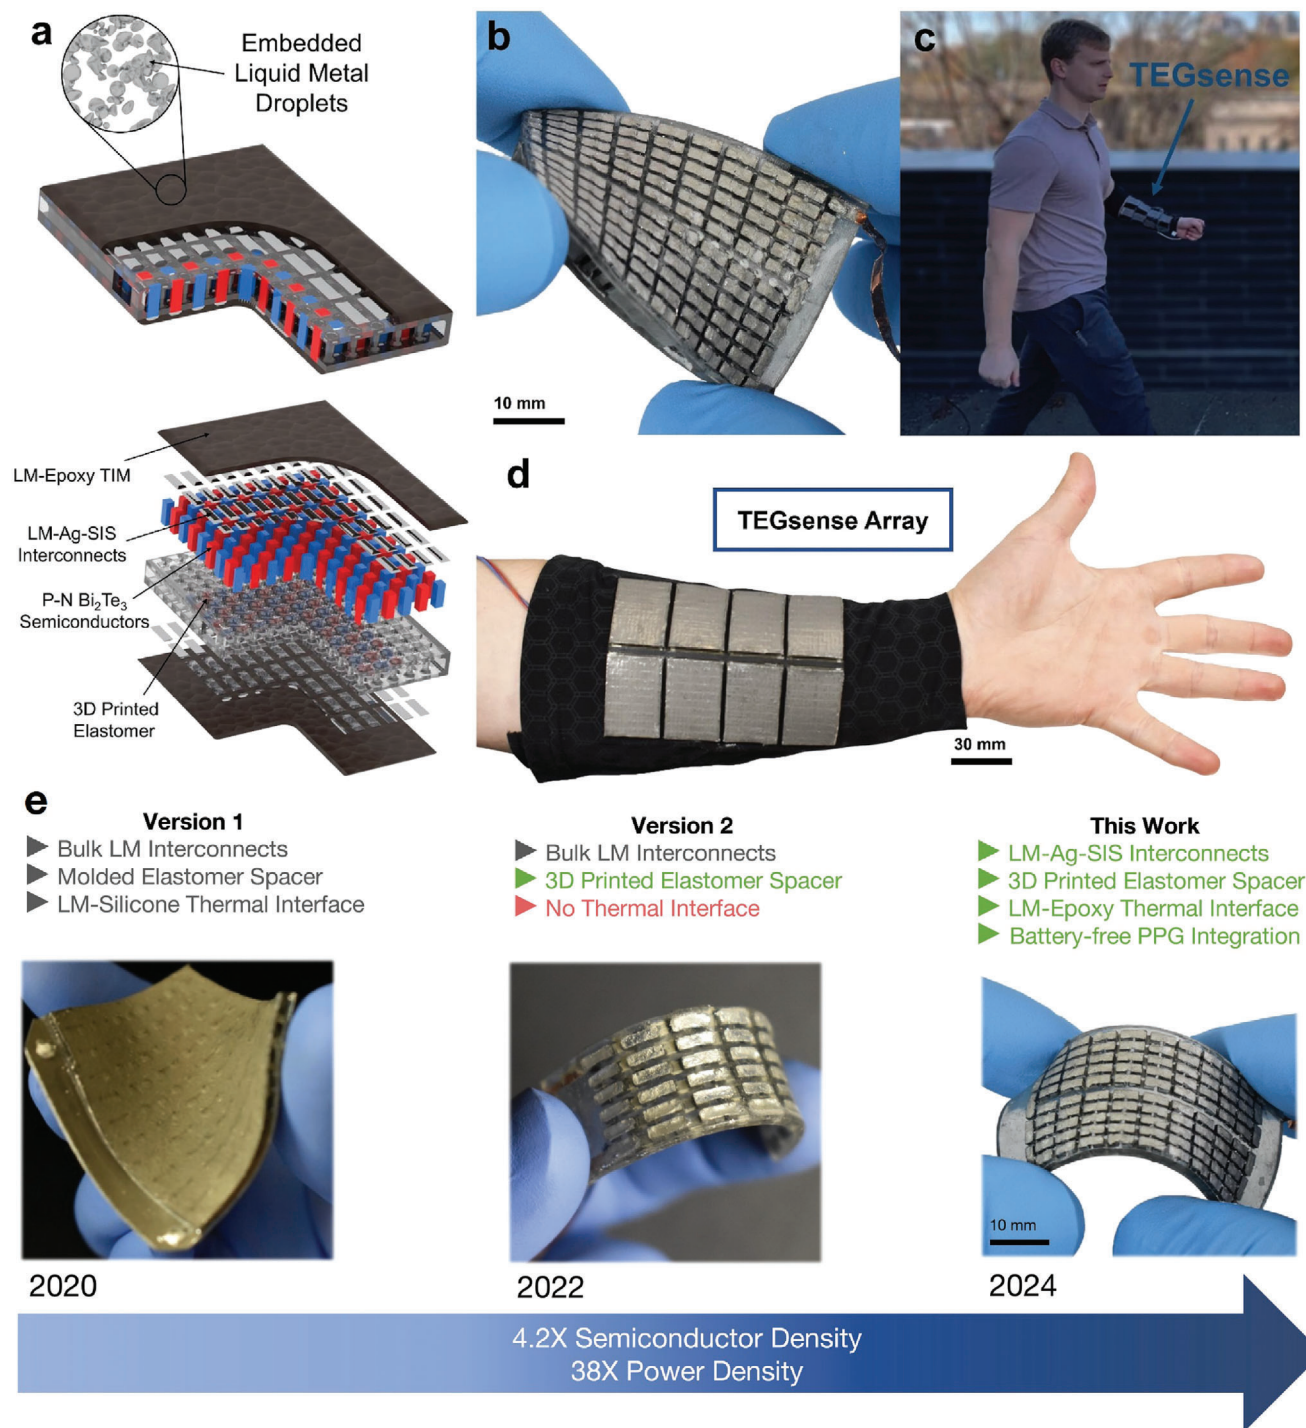 a
Embedded
Liquid Metal
Droplets
LM-Epoxy TIM
LM-Ag-SIS
Interconnects
P-N Bi₂Te₃
Semiconductors
3D Printed
Elastomer
b
10 mm
c
TEGsense
d
TEGsense Array
30 mm
e
Version 1
▶ Bulk LM Interconnects
▶ Molded Elastomer Spacer
▶ LM-Silicone Thermal Interface
2020
Version 2
▶ Bulk LM Interconnects
▶ 3D Printed Elastomer Spacer
▶ No Thermal Interface
2022
This Work
▶ LM-Ag-SIS Interconnects
▶ 3D Printed Elastomer Spacer
▶ LM-Epoxy Thermal Interface
▶ Battery-free PPG Integration
10 mm
2024
4.2X Semiconductor Density
38X Power Density